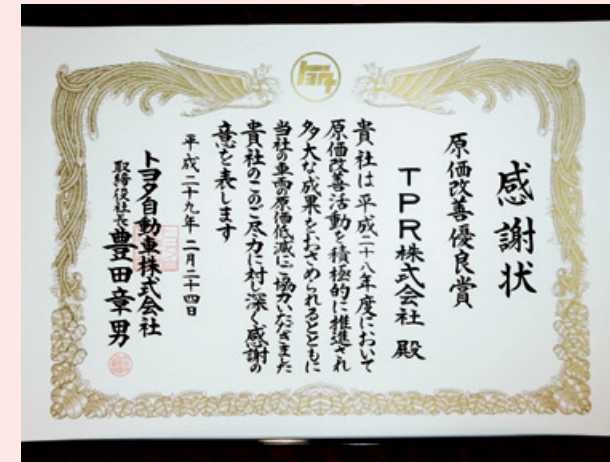 トヨタ
感謝状
原価改善優良賞
TPR株式会社 殿
貴社は平成二十八年度において
原価改善活動を積極的に推進され
多大な成果をおさめられるとともに
当社の車両の原価低減にご協力いただきました
貴社のこのご尽力に対し深く感謝の
意を表します
平成二十九年 二月二十四日
トヨタ自動車株式会社
取締役社長 豊田章男